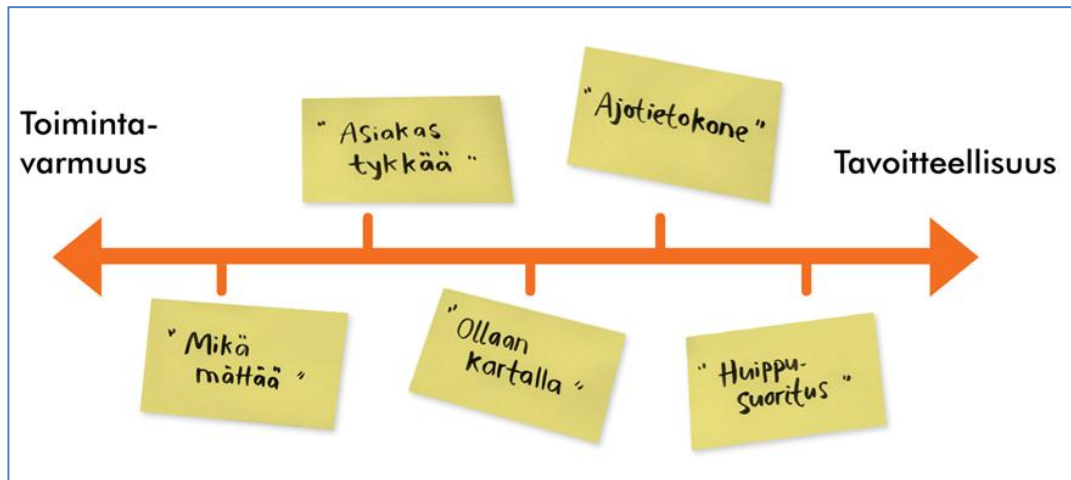 Toiminta-
varmuus
" Asiakas
tykkää "
" Ajotietokone "
Tavoitteellisuus
" Mikä
mättää "
" Ollaan
kartalla "
" Huippu-
suoritus "